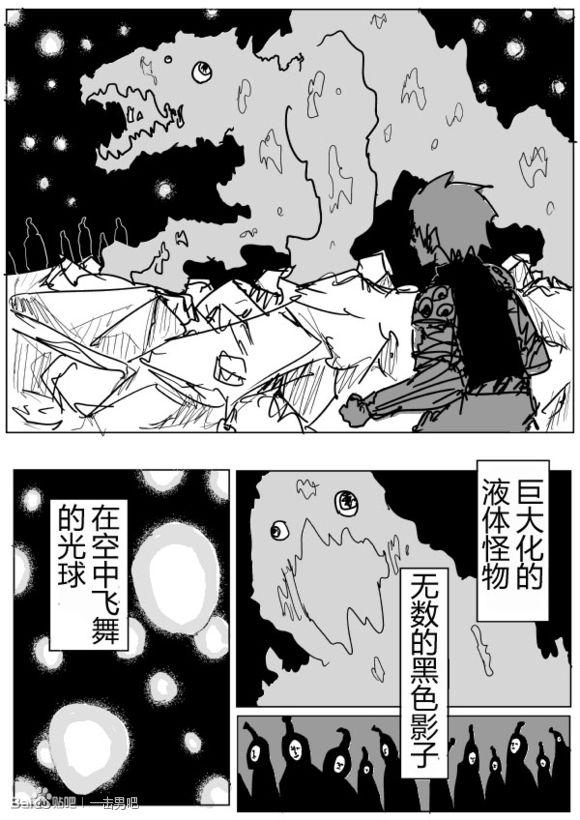 巨大化的
液体怪物
无数的黑色影子
在空中飞舞
的光球
Baidu贴吧 | 一击男吧